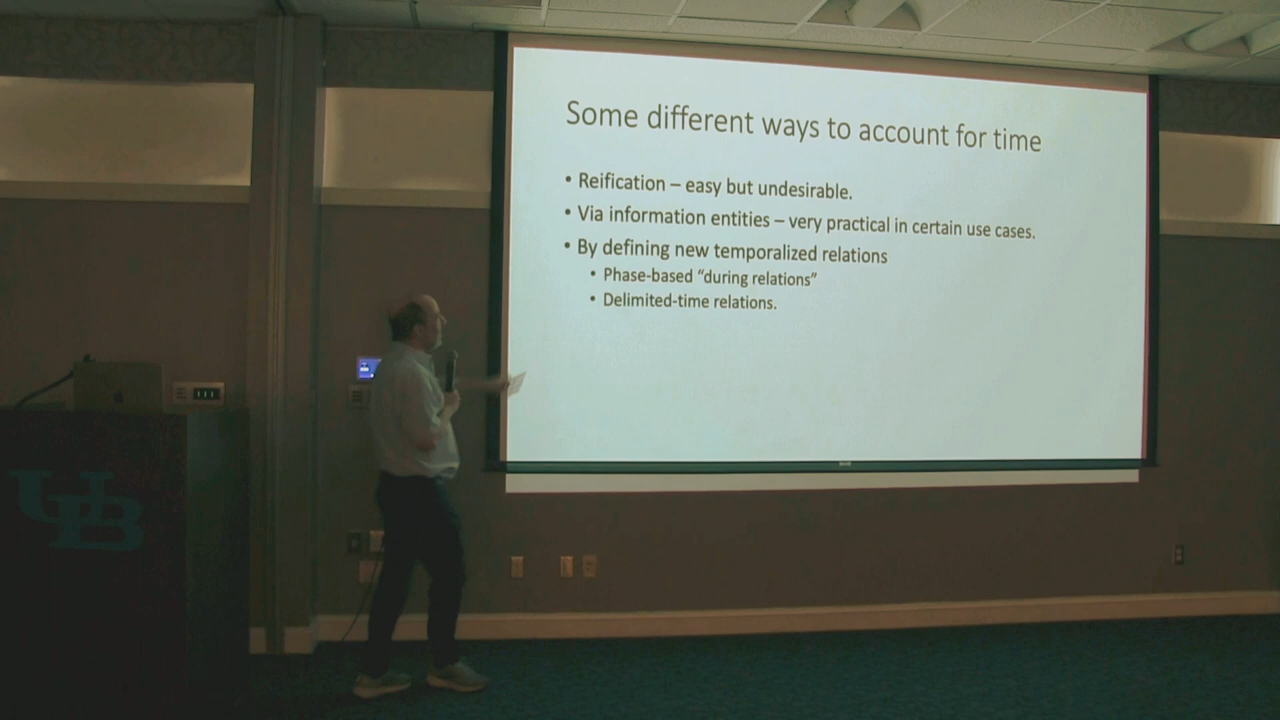 Some different ways to account for time
• Reification – easy but undesirable.
• Via information entities – very practical in certain use cases.
• By defining new temporalized relations
• Phase-based “during relations”
• Delimited-time relations.
UB